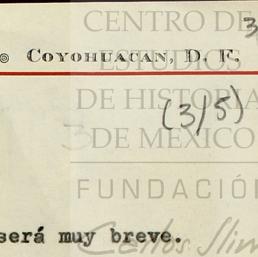 CENTRO DE
3
COYOHUACAN, D. F.
ESTUDIOS
DE HISTORIA
(3/5)
DE MEXICO
FUNDACIÓN
será muy breve.
Carlos Slim